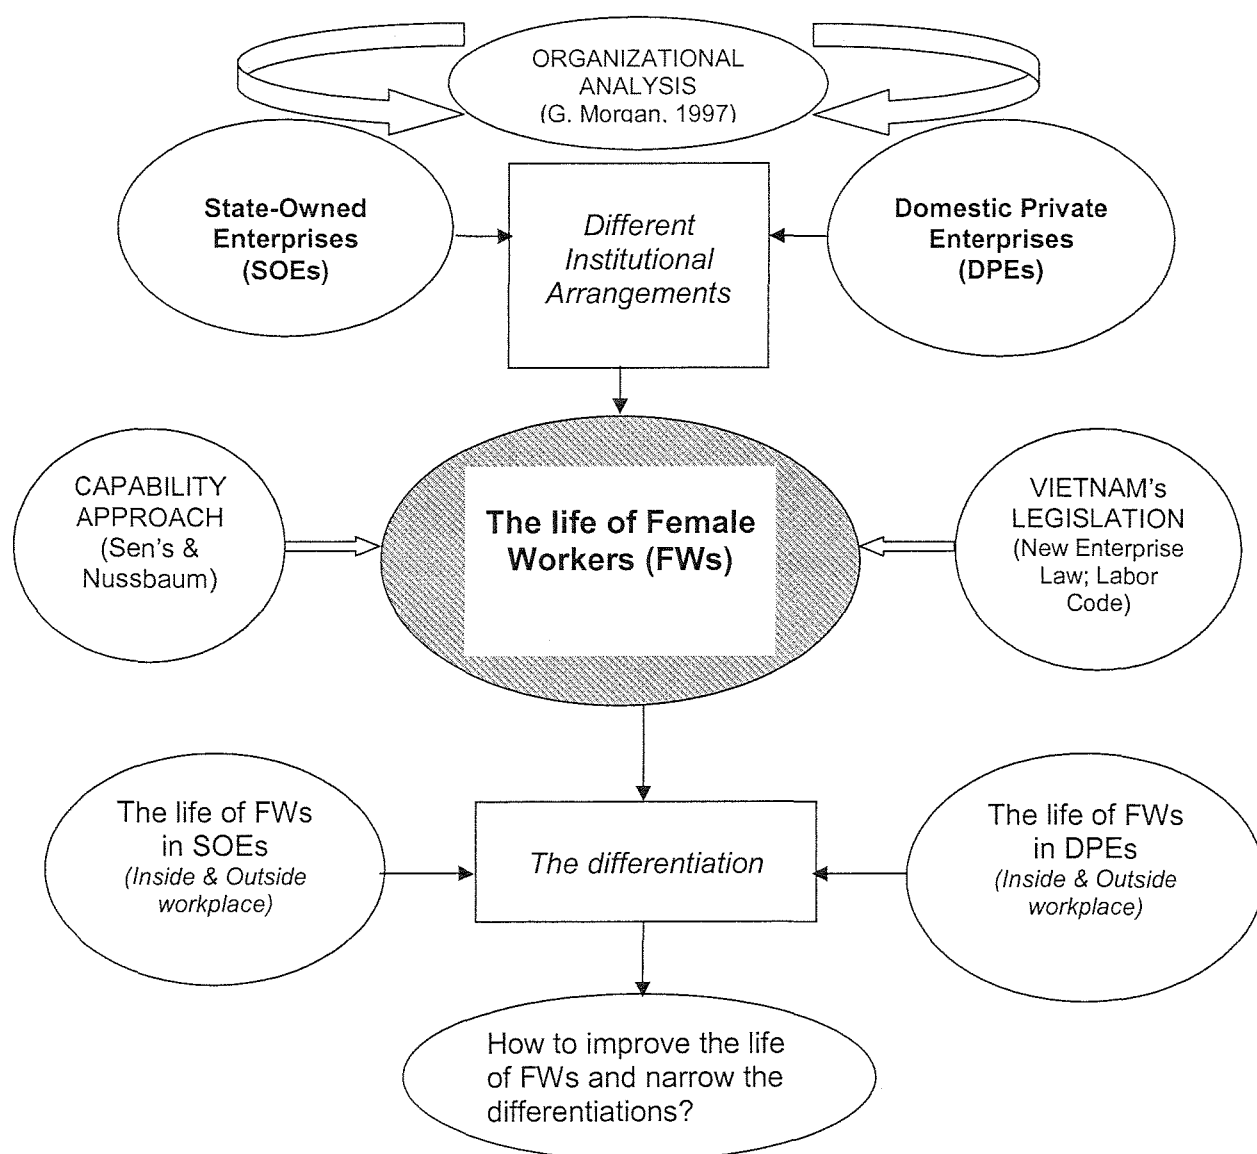 ORGANIZATIONAL
ANALYSIS
(G. Morgan, 1997)
State-Owned
Enterprises
(SOEs)
Different
Institutional
Arrangements
Domestic Private
Enterprises
(DPEs)
CAPABILITY
APPROACH
(Sen's &
Nussbaum)
The life of Female
Workers (FWs)
VIETNAM's
LEGISLATION
(New Enterprise
Law; Labor
Code)
The life of FWs
in SOEs
(Inside & Outside
workplace)
The differentiation
The life of FWs
in DPEs
(Inside & Outside
workplace)
How to improve the life
of FWs and narrow the
differentiations?